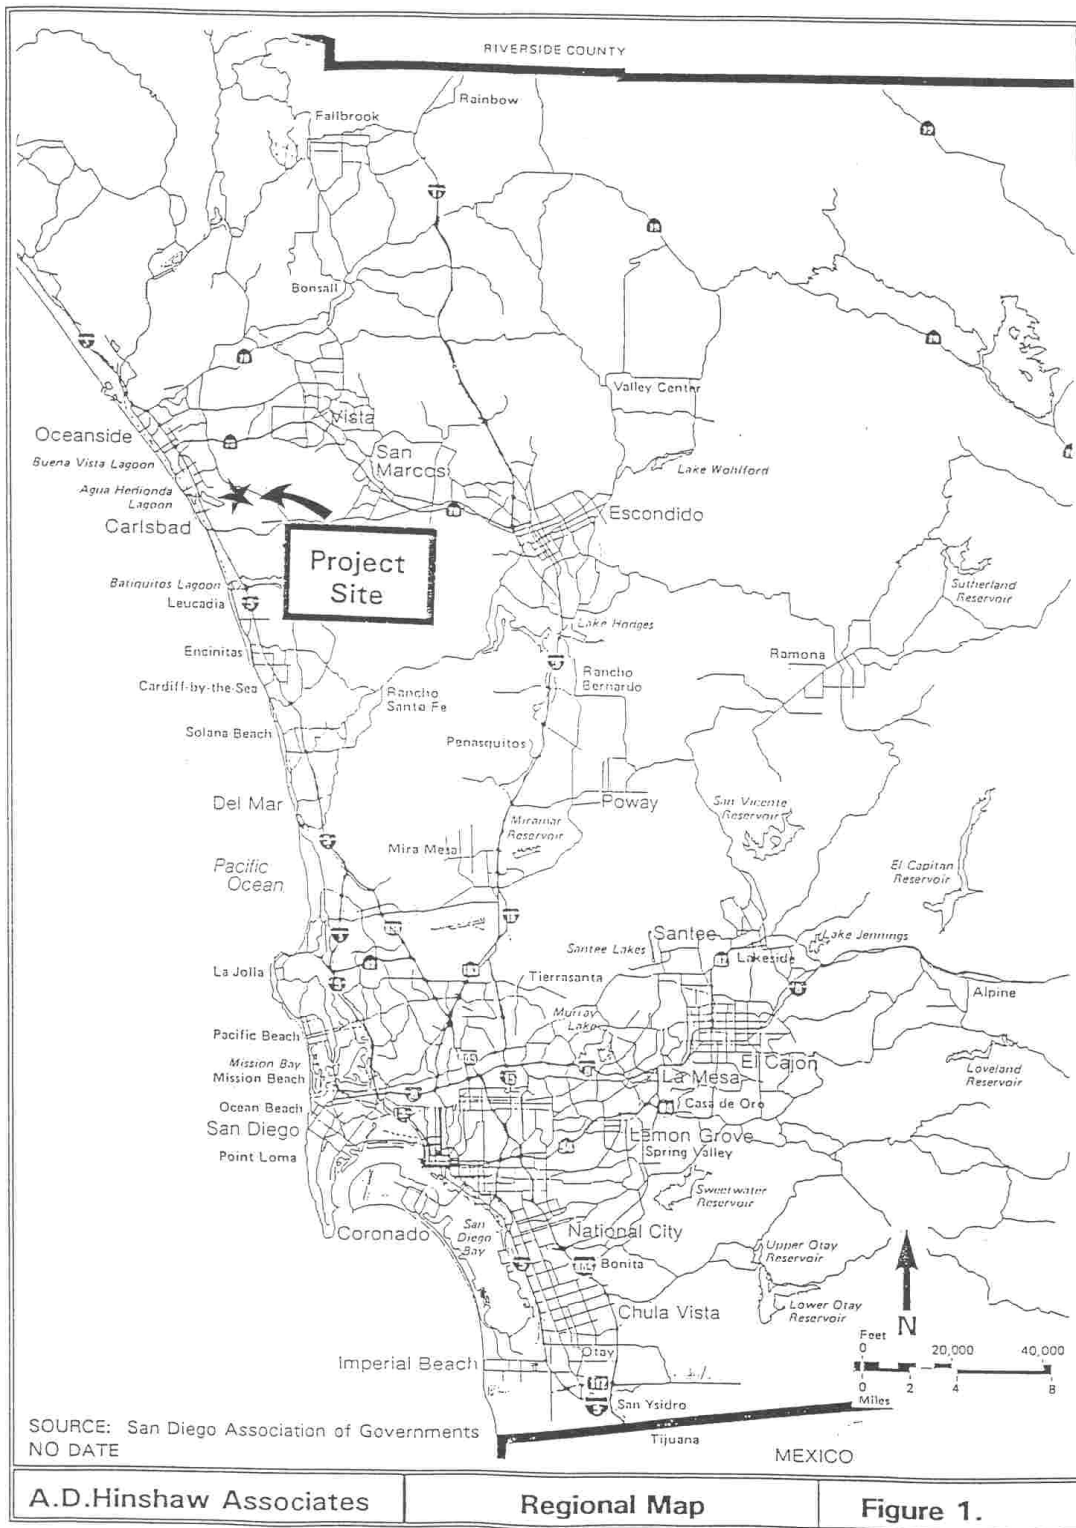 RIVERSIDE COUNTY
Rainbow
Fallbrook
Bonsall
Valley Center
Vista
Oceanside
San
Marcos
Buena Vista Lagoon
Lake Wohlford
Agua Hedionda
Lagoon
Carlsbad
Escondido
Project
Site
Batiquitos Lagoon
Leucadia
Sutherland
Reservoir
Lake Hodges
Encinitas
Ramona
Rancho
Bernardo
Cardiff-by-the-Sea
Rancho
Santa Fe
Solana Beach
Penasquitos
Del Mar
Poway
San Vicente
Reservoir
Miramar
Reservoir
Mira Mesa
Pacific
Ocean
El Capitan
Reservoir
Santee
Lake Jennings
Santee Lakes
Lakeside
La Jolla
Tierrasanta
Alpine
Murray
Lake
Pacific Beach
Mission Bay
Mission Beach
El Cajon
La Mesa
Loveland
Reservoir
Ocean Beach
Casa de Oro
San Diego
Lemon Grove
Spring Valley
Point Loma
Sweetwater
Reservoir
Coronado
San
Diego
Bay
National City
Upper Otay
Reservoir
Bonita
Chula Vista
Lower Otay
Reservoir
N
Feet
0 20,000 40,000
0 2 4 8
Miles
Otay
Imperial Beach
San Ysidro
Tijuana
MEXICO
SOURCE: San Diego Association of Governments
NO DATE
A.D.Hinshaw Associates
Regional Map
Figure 1.